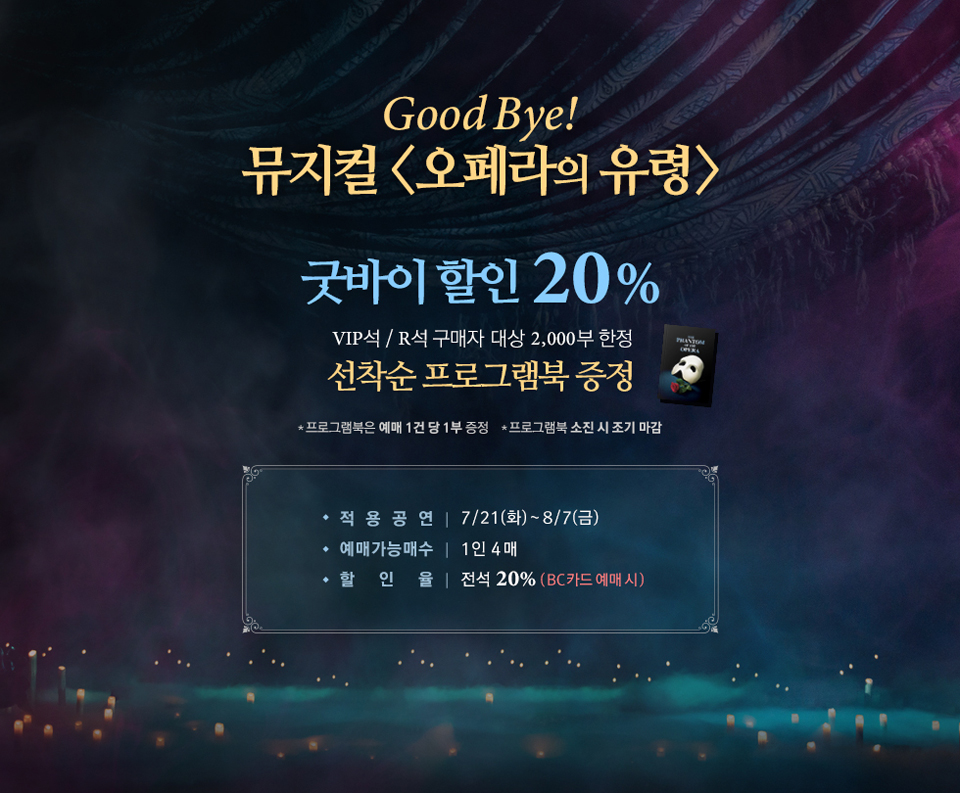 Good Bye!
뮤지컬 〈오페라의 유령〉
굿바이 할인 20%
VIP석 / R석 구매자 대상 2,000부 한정
선착순 프로그램북 증정
THE
PHANTOM
OF THE
OPERA
*프로그램북은 예매 1건 당 1부 증정 *프로그램북 소진 시 조기 마감
◆ 적용공연 | 7/21(화)~8/7(금)
◆ 예매가능매수 | 1인 4매
◆ 할인율 | 전석 20% (BC카드 예매 시)